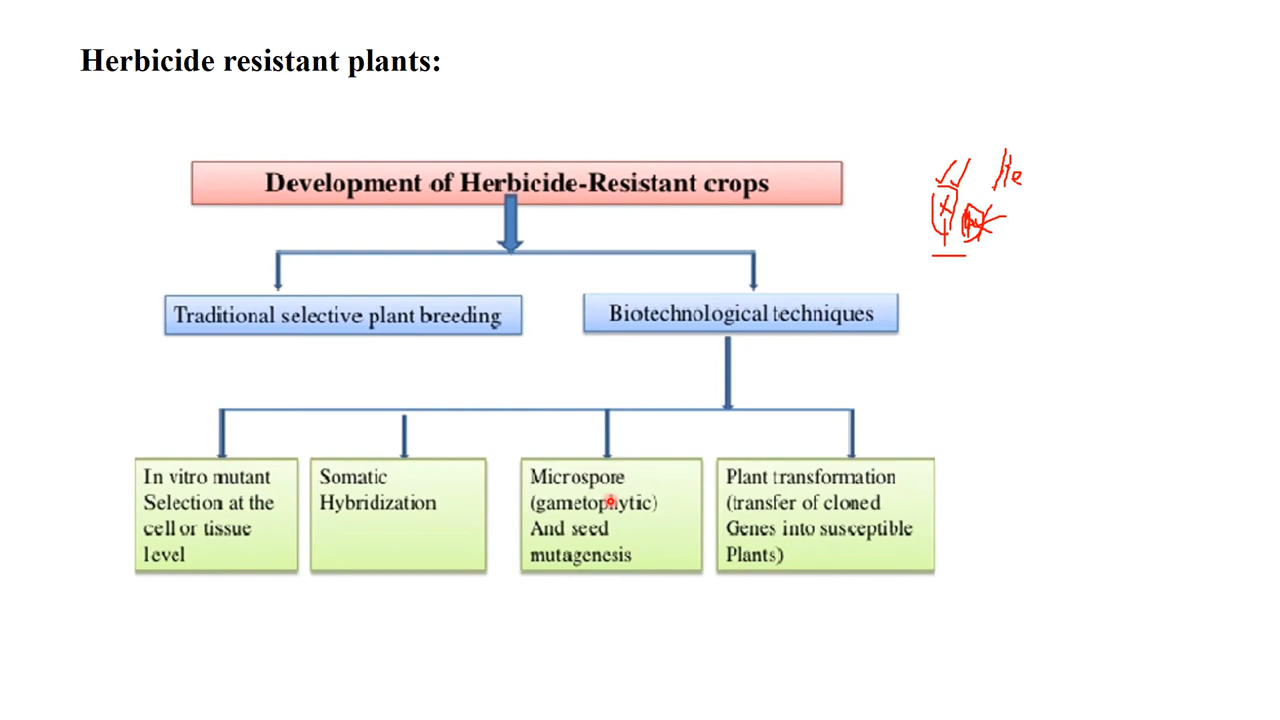 Herbicide resistant plants:
Development of Herbicide-Resistant crops
Traditional selective plant breeding
Biotechnological techniques
In vitro mutant
Selection at the
cell or tissue
level
Somatic
Hybridization
Microspore
(gametophytic)
And seed
mutagenesis
Plant transformation
(transfer of cloned
Genes into susceptible
Plants)